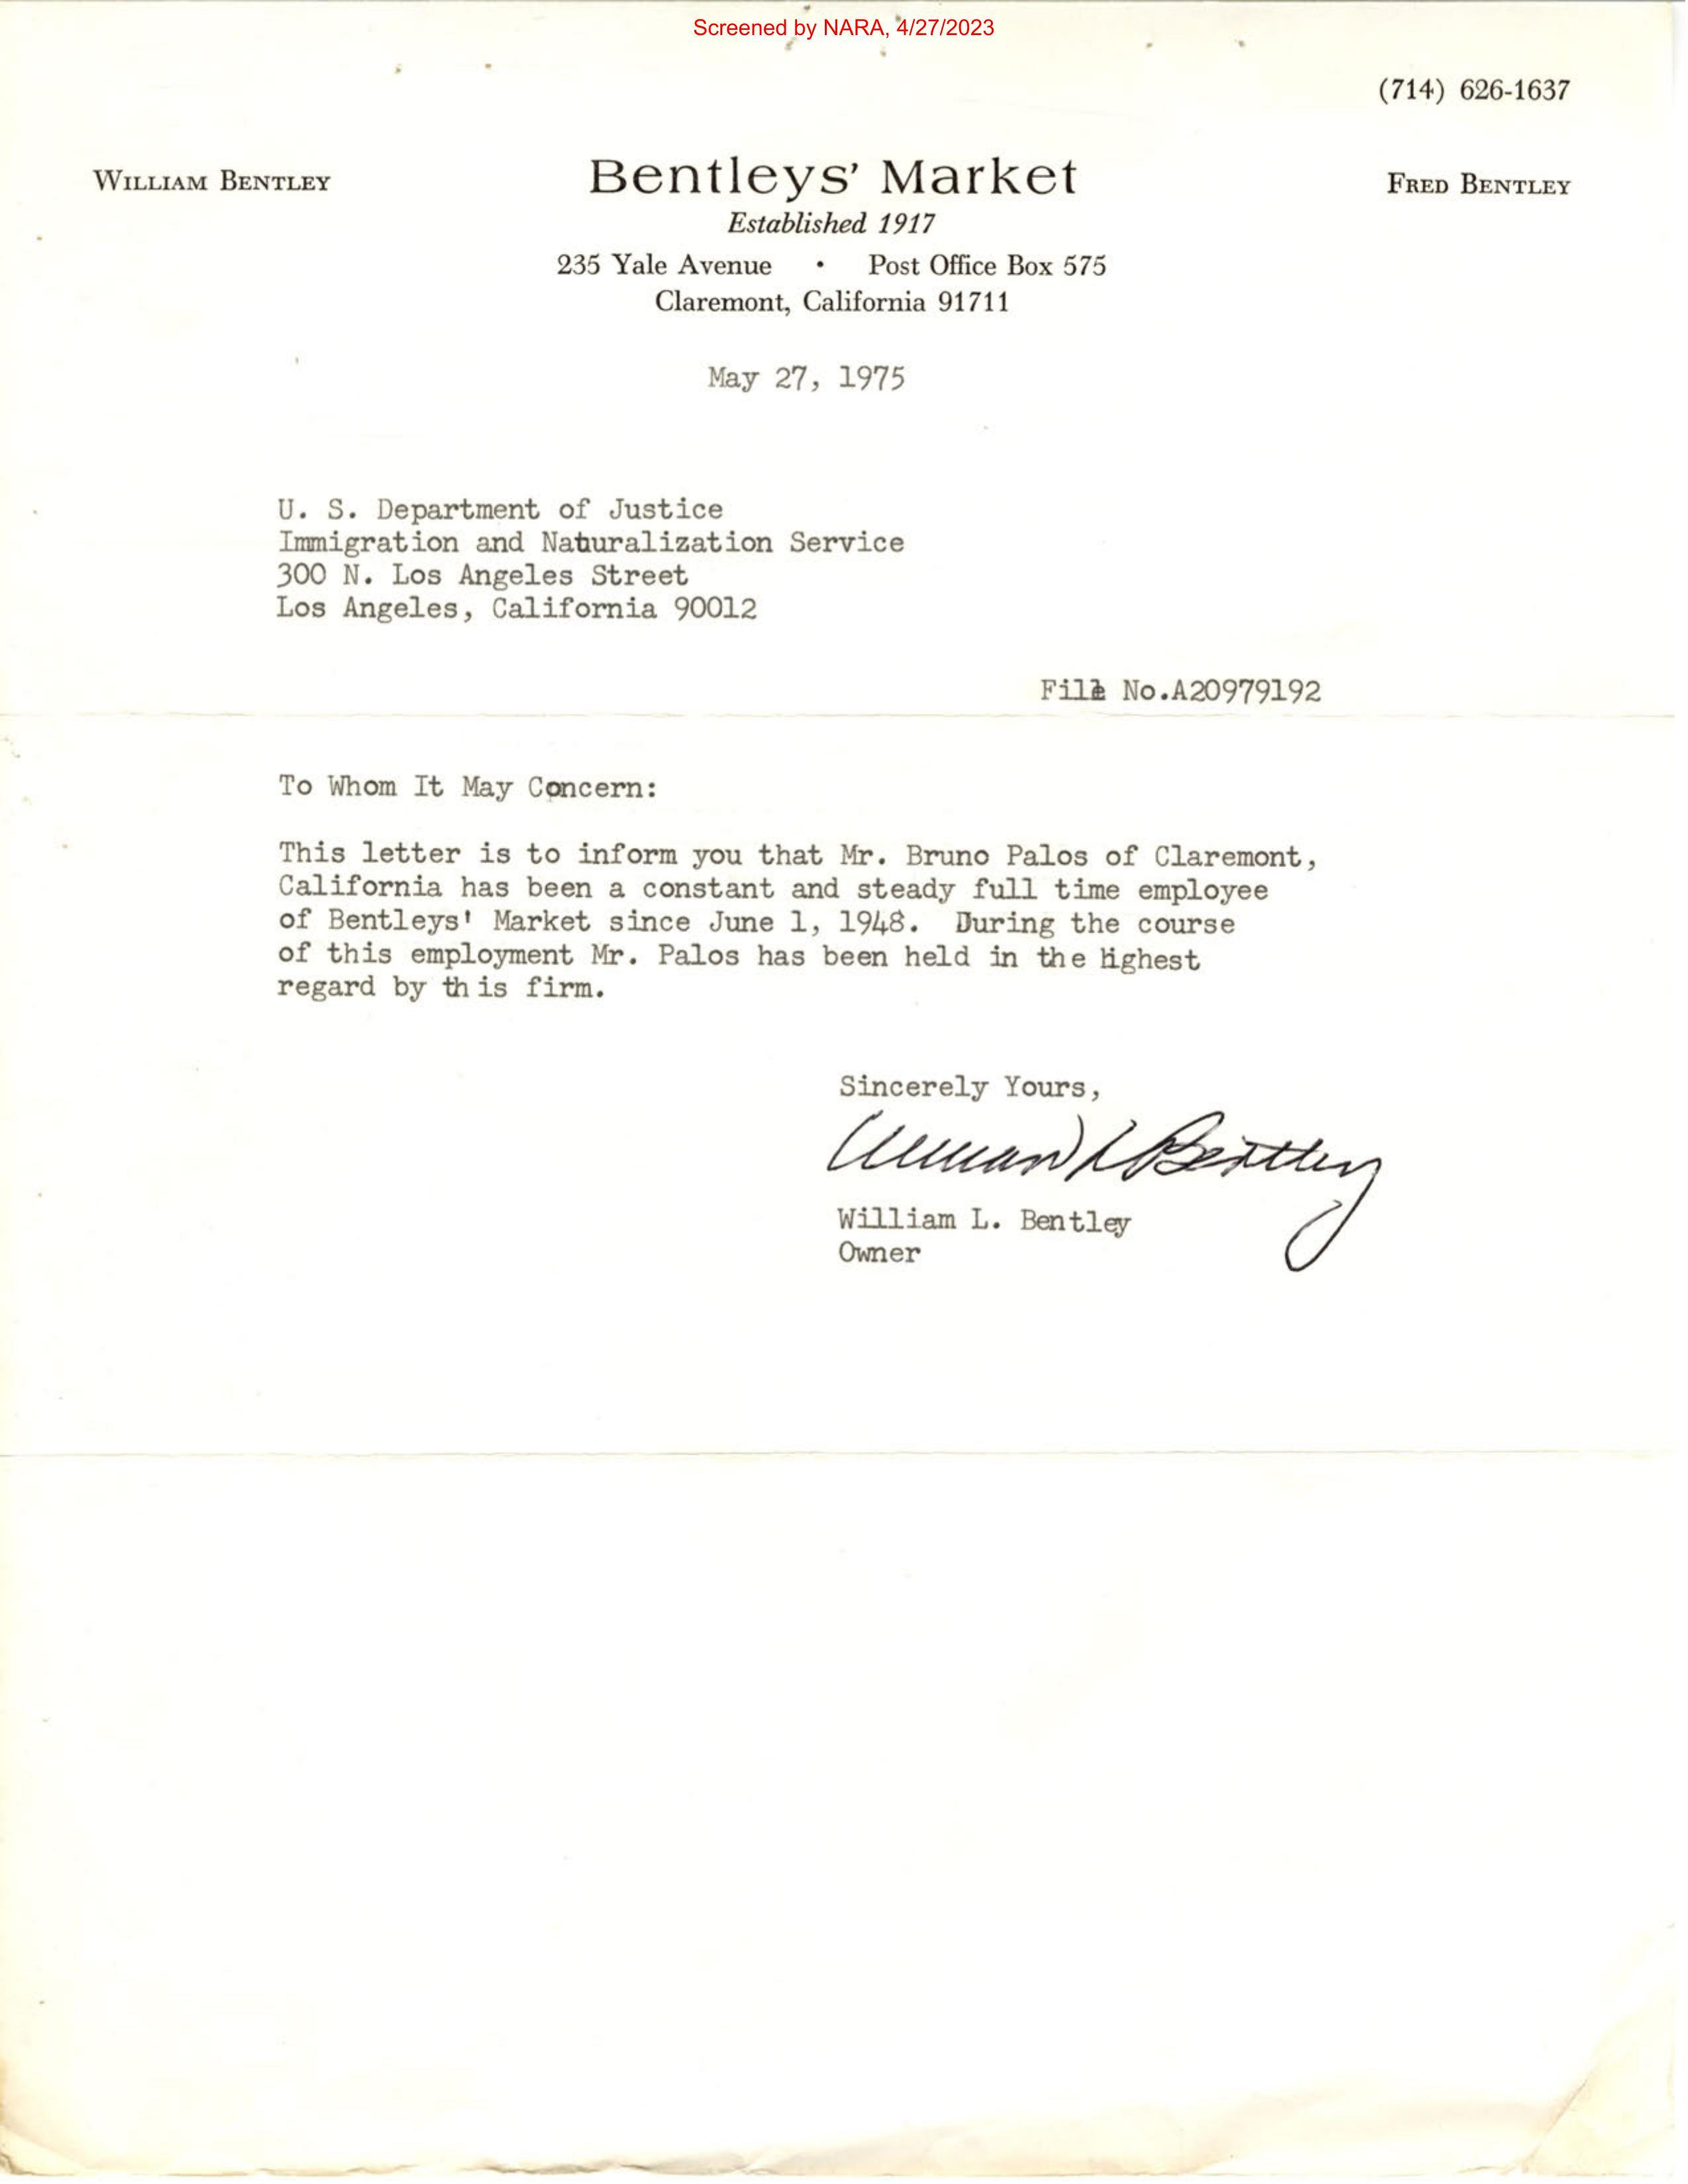 Screened by NARA, 4/27/2023
(714) 626-1637
WILLIAM BENTLEY
Bentleys' Market
FRED BENTLEY
Established 1917
235 Yale Avenue • Post Office Box 575
Claremont, California 91711
May 27, 1975
U. S. Department of Justice
Immigration and Naturalization Service
300 N. Los Angeles Street
Los Angeles, California 90012
File No.A20979192
To Whom It May Concern:
This letter is to inform you that Mr. Bruno Palos of Claremont,
California has been a constant and steady full time employee
of Bentleys' Market since June 1, 1948. During the course
of this employment Mr. Palos has been held in the highest
regard by th is firm.
Sincerely Yours,
William L Bentley
William L. Bentley
Owner